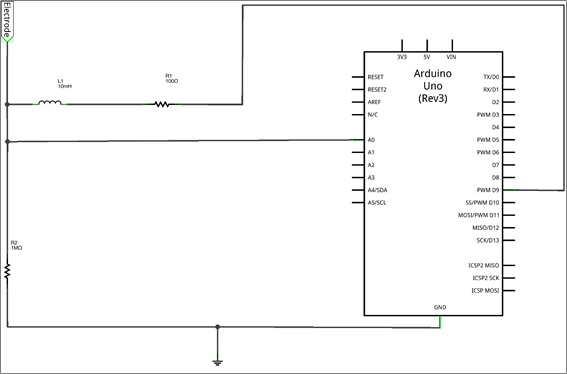 Electrode
L1
10mH
R1
100Ω
R2
1MΩ
3V3 5V VIN
Arduino
Uno
(Rev3)
RESET
RESET2
AREF
N/C
A0
A1
A2
A3
A4/SDA
A5/SCL
TX/D0
RX/D1
D2
PWM D3
D4
PWM D5
PWM D6
D7
D8
PWM D9
SS/PWM D10
MOSI/PWM D11
MISO/D12
SCK/D13
ICSP2 MISO
ICSP2 SCK
ICSP MOSI
GND